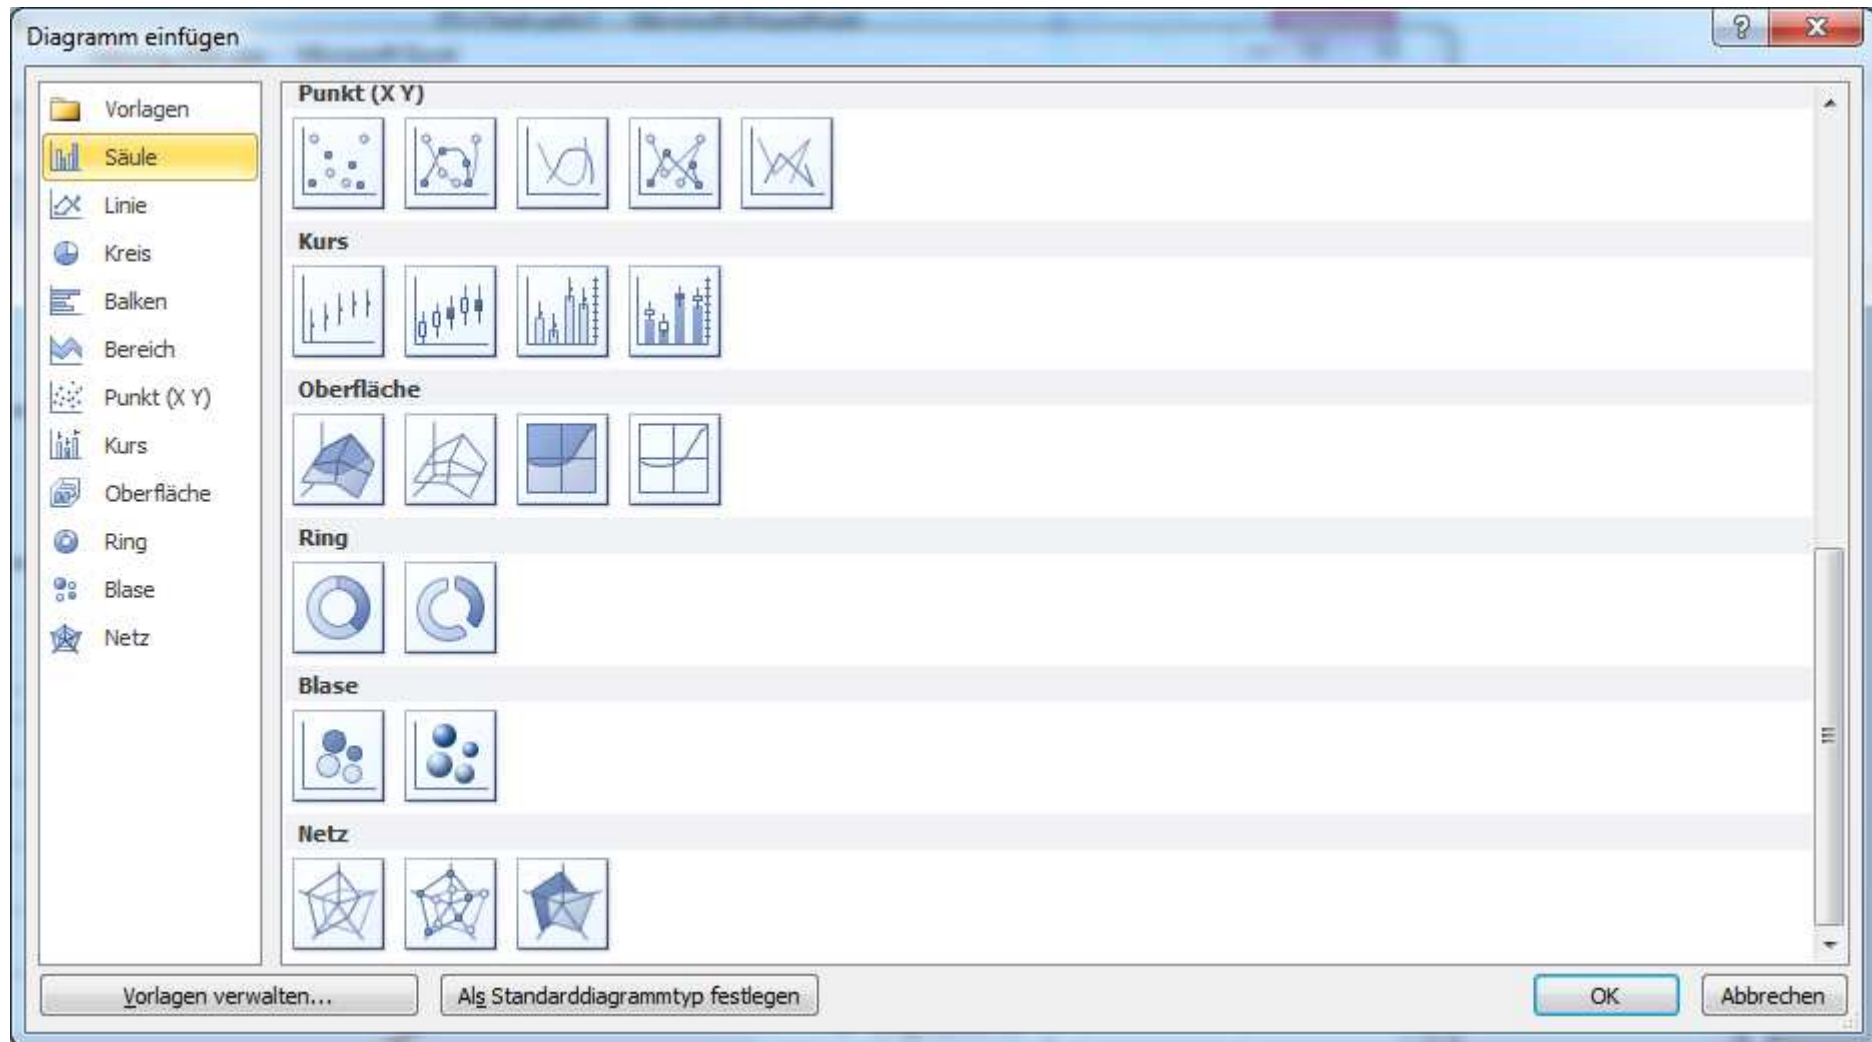 Diagramm einfügen
Vorlagen
Säule
Linie
Kreis
Balken
Bereich
Punkt (X Y)
Kurs
Oberfläche
Ring
Blase
Netz
Punkt (X Y)
Kurs
Oberfläche
Ring
Blase
Netz
Vorlagen verwalten...
Als Standarddiagrammtyp festlegen
OK
Abbrechen